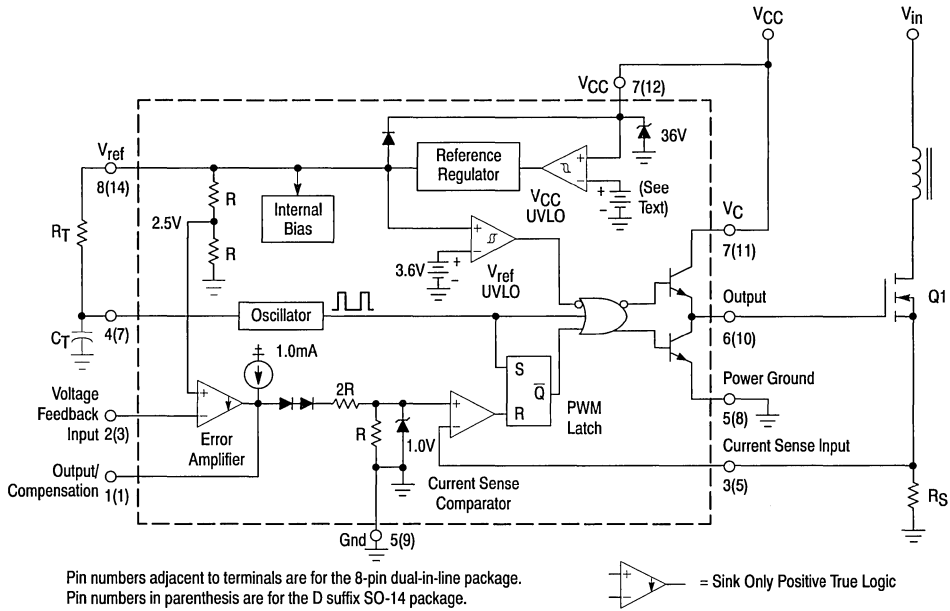 VCC
Vin
VCC
7(12)
36V
Vref
8(14)
R
Reference
Regulator
+
−
+
−
(See
Text)
VCC
UVLO
Internal
Bias
2.5V
RT
R
+
−
3.6V
+
−
Vref
UVLO
VC
7(11)
Q1
Output
6(10)
Oscillator
4(7)
CT
1.0mA
S
Q
R
PWM
Latch
Power Ground
5(8)
Voltage
Feedback
Input 2(3)
+
−
Error
Amplifier
2R
R
1.0V
+
−
Current Sense
Comparator
Current Sense Input
3(5)
Output/
Compensation 1(1)
RS
Gnd 5(9)
Pin numbers adjacent to terminals are for the 8-pin dual-in-line package.
Pin numbers in parenthesis are for the D suffix SO-14 package.
+
−
= Sink Only Positive True Logic